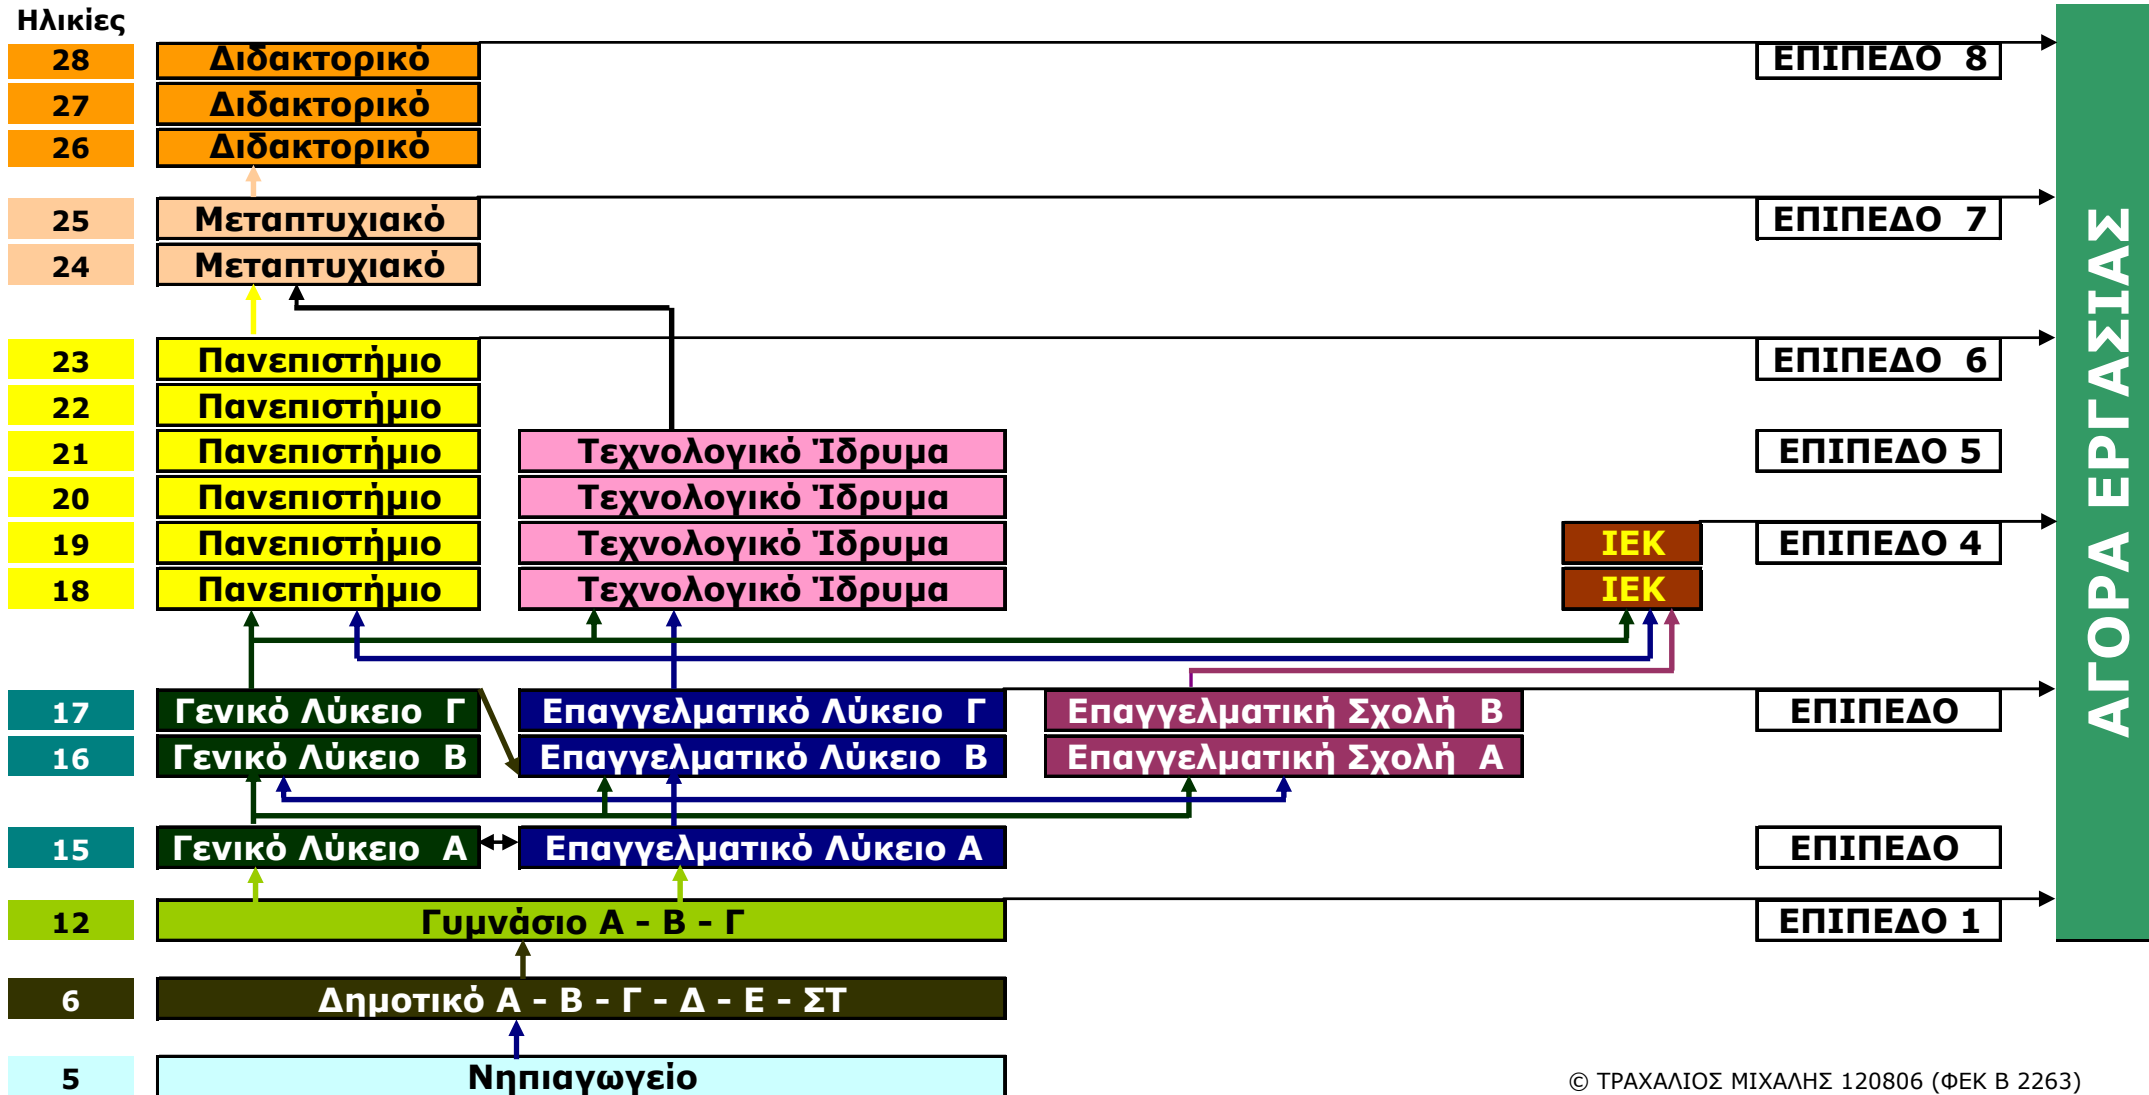 Ηλικίες
28 Διδακτορικό ΕΠΙΠΕΔΟ 8
27 Διδακτορικό
26 Διδακτορικό
25 Μεταπτυχιακό ΕΠΙΠΕΔΟ 7
24 Μεταπτυχιακό
23 Πανεπιστήμιο ΕΠΙΠΕΔΟ 6
22 Πανεπιστήμιο
21 Πανεπιστήμιο Τεχνολογικό Ίδρυμα ΕΠΙΠΕΔΟ 5
20 Πανεπιστήμιο Τεχνολογικό Ίδρυμα
19 Πανεπιστήμιο Τεχνολογικό Ίδρυμα ΙΕΚ ΕΠΙΠΕΔΟ 4
18 Πανεπιστήμιο Τεχνολογικό Ίδρυμα ΙΕΚ
17 Γενικό Λύκειο Γ Επαγγελματικό Λύκειο Γ Επαγγελματική Σχολή Β ΕΠΙΠΕΔΟ
16 Γενικό Λύκειο Β Επαγγελματικό Λύκειο Β Επαγγελματική Σχολή Α
15 Γενικό Λύκειο Α Επαγγελματικό Λύκειο Α ΕΠΙΠΕΔΟ
12 Γυμνάσιο Α - Β - Γ ΕΠΙΠΕΔΟ 1
6 Δημοτικό Α - Β - Γ - Δ - Ε - ΣΤ
5 Νηπιαγωγείο
ΑΓΟΡΑ ΕΡΓΑΣΙΑΣ
© ΤΡΑΧΑΛΙΟΣ ΜΙΧΑΛΗΣ 120806 (ΦΕΚ Β 2263)